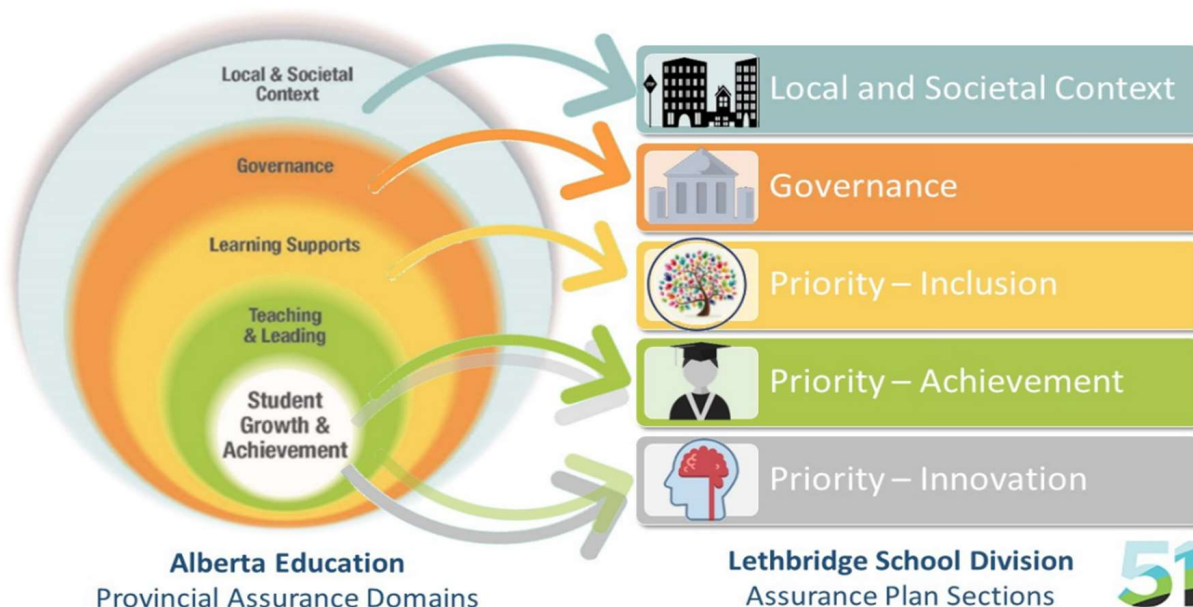 Local & Societal
Context
Governance
Learning Supports
Teaching
& Leading
Student
Growth &
Achievement
Alberta Education
Provincial Assurance Domains
Local and Societal Context
Governance
Priority – Inclusion
Priority – Achievement
Priority – Innovation
Lethbridge School Division
Assurance Plan Sections
51